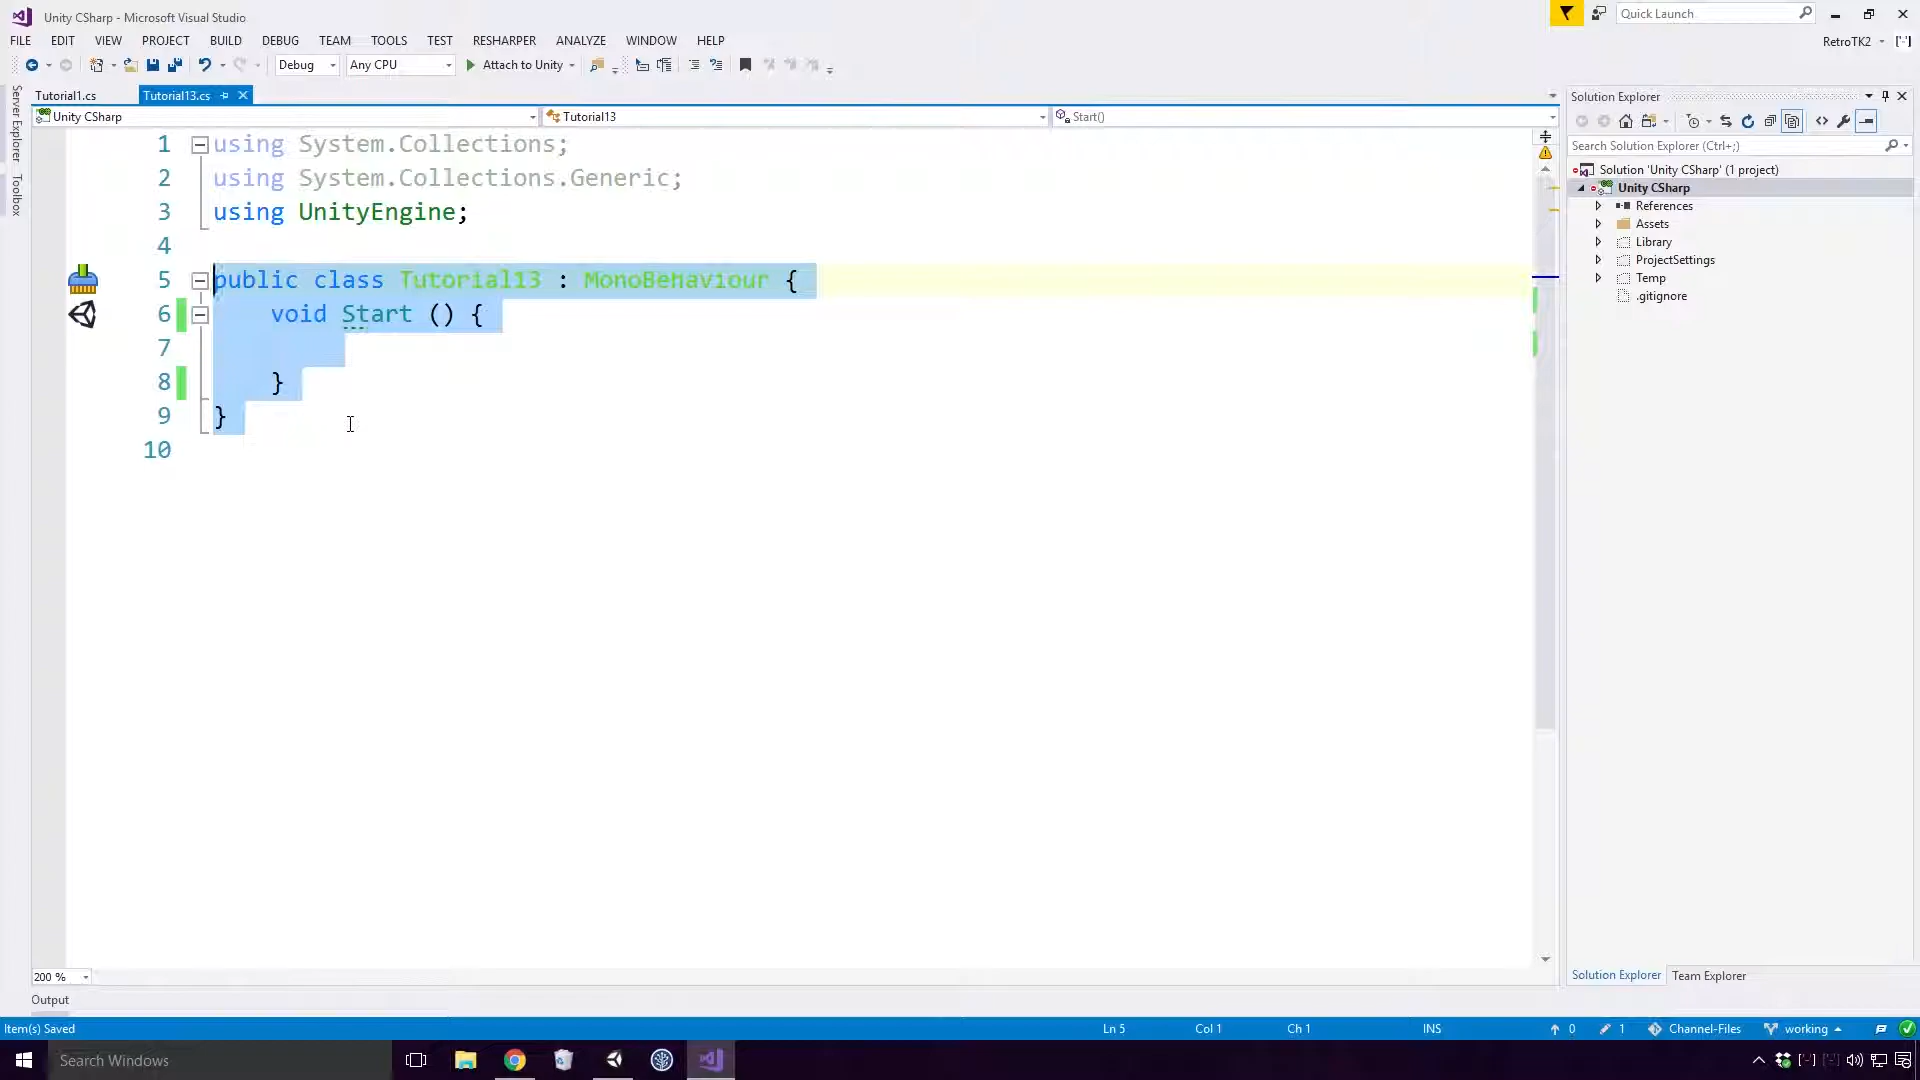 Unity CSharp - Microsoft Visual Studio
Quick Launch
FILE EDIT VIEW PROJECT BUILD DEBUG TEAM TOOLS TEST RESHARPER ANALYZE WINDOW HELP
RetroTK2
Debug Any CPU Attach to Unity
Server Explorer
Toolbox
Tutorial1.cs Tutorial13.cs
Unity CSharp Tutorial13 Start()
1 using System.Collections;
2 using System.Collections.Generic;
3 using UnityEngine;
4
5 public class Tutorial13 : MonoBehaviour {
6 void Start () {
7
8 }
9 }
10
200 %
Solution Explorer
Search Solution Explorer (Ctrl+;)
Solution 'Unity CSharp' (1 project)
Unity CSharp
References
Assets
Library
ProjectSettings
Temp
.gitignore
Solution Explorer Team Explorer
Output
Item(s) Saved Ln 5 Col 1 Ch 1 INS 0 1 Channel-Files working
Search Windows